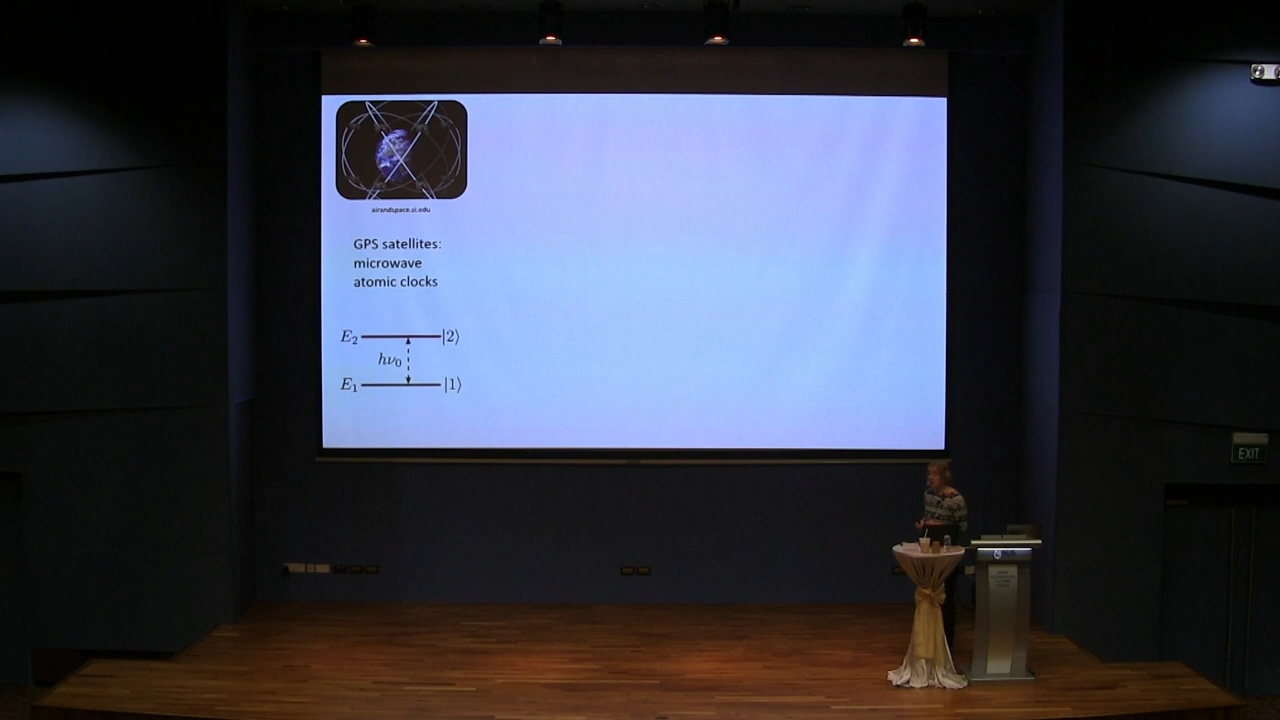 airandspace.si.edu
GPS satellites:
microwave
atomic clocks
E₂ |2⟩
hν₀
E₁ |1⟩
EXIT